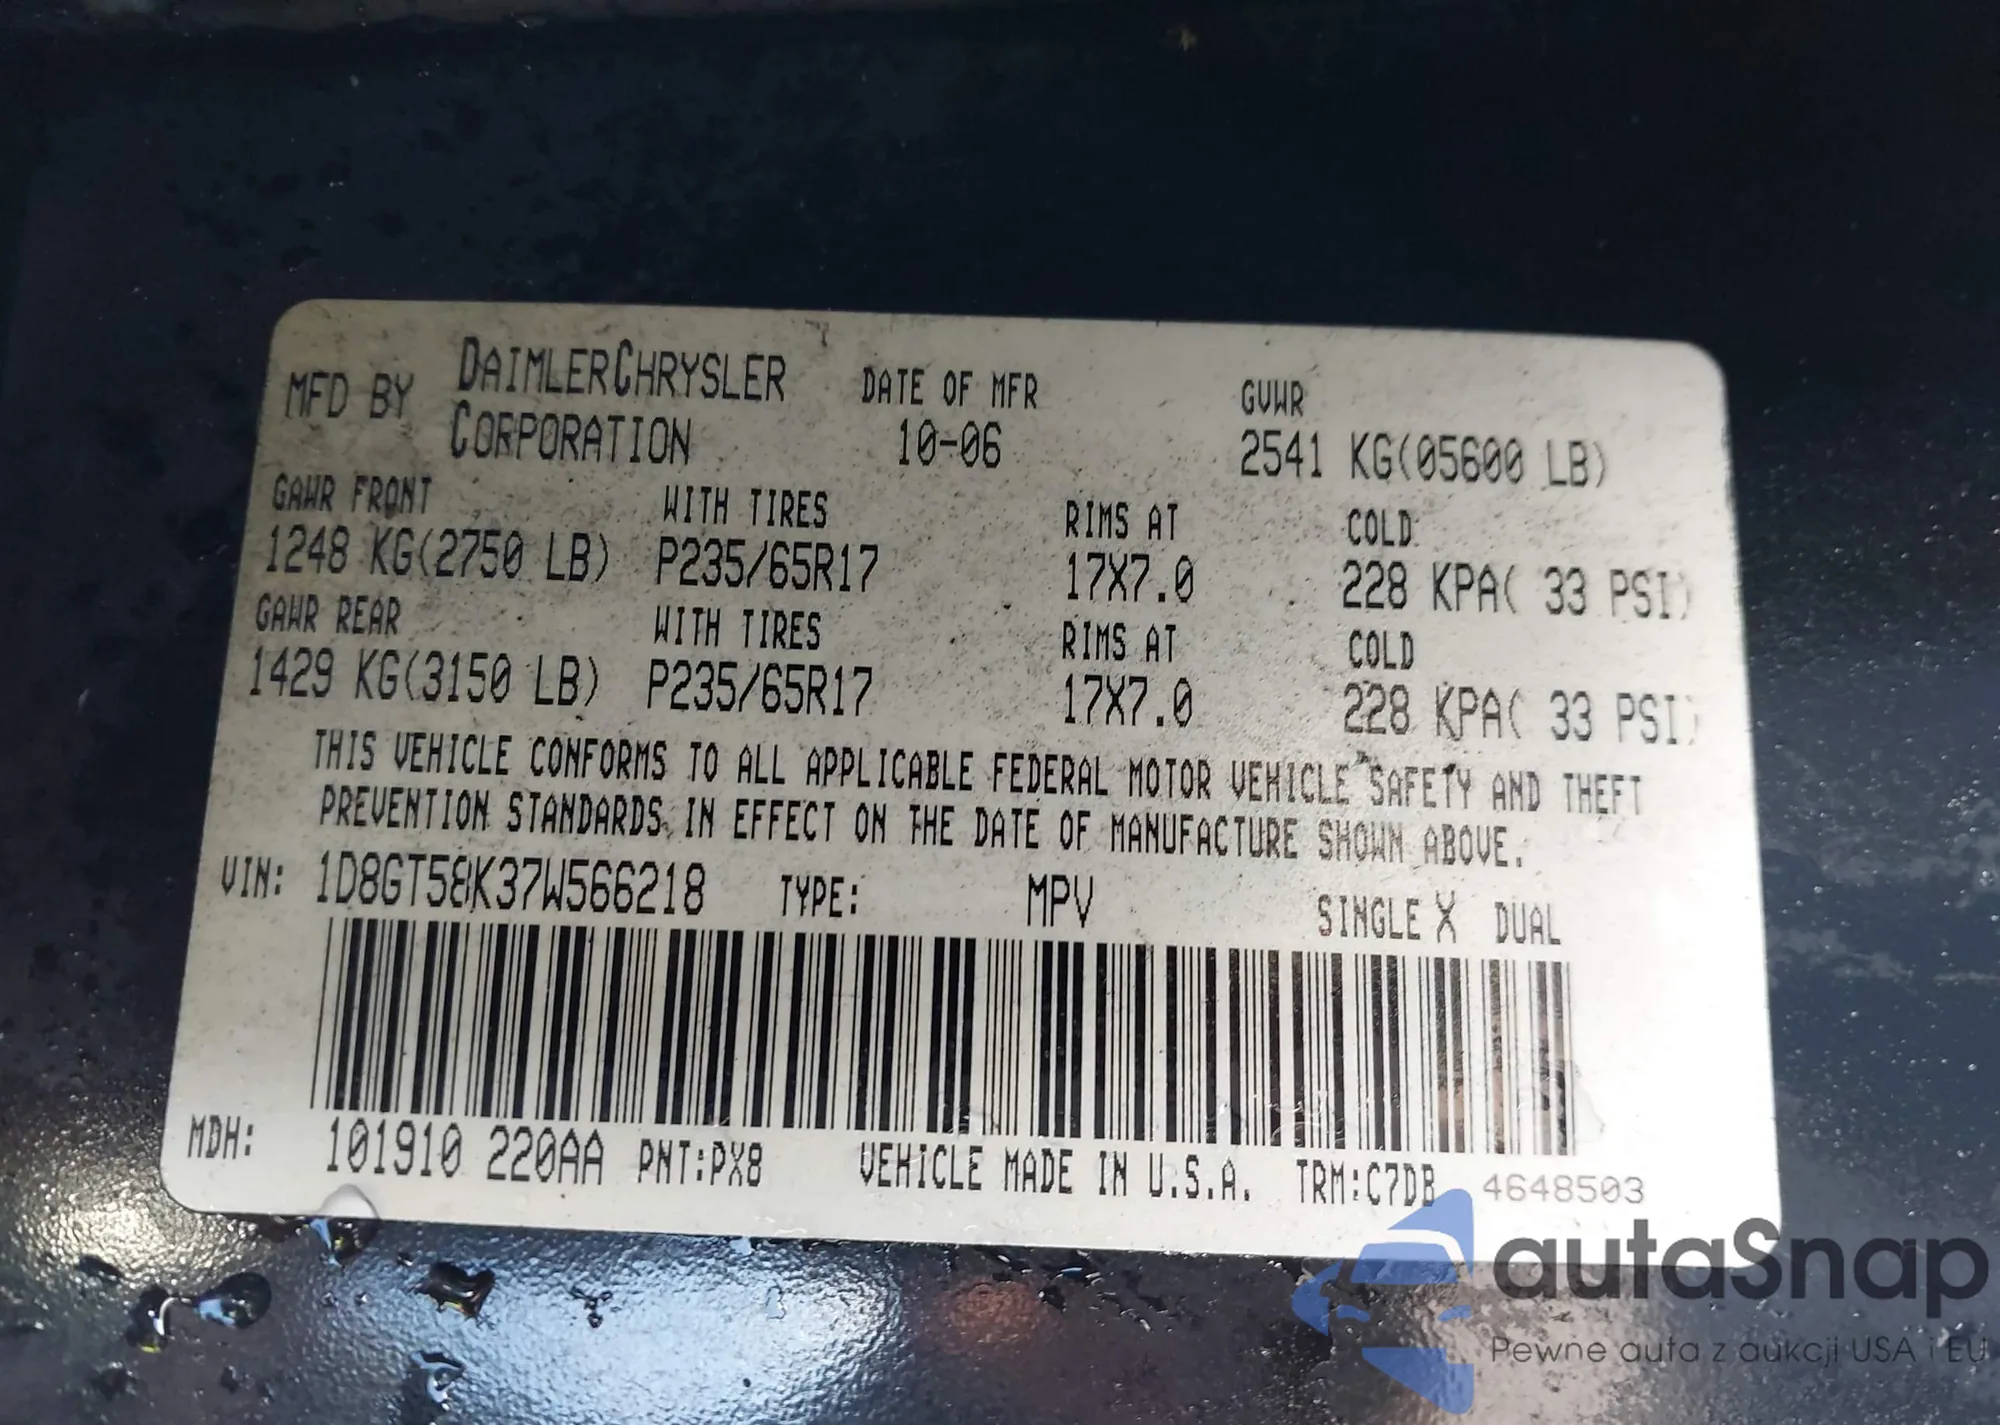 MFD BY DAIMLERCHRYSLER CORPORATION DATE OF MFR 10-06 GVWR 2541 KG(05600 LB)
GAWR FRONT WITH TIRES RIMS AT COLD
1248 KG(2750 LB) P235/65R17 17X7.0 228 KPA( 33 PSI)
GAWR REAR WITH TIRES RIMS AT COLD
1429 KG(3150 LB) P235/65R17 17X7.0 228 KPA( 33 PSI)
THIS VEHICLE CONFORMS TO ALL APPLICABLE FEDERAL MOTOR VEHICLE SAFETY AND THEFT
PREVENTION STANDARDS IN EFFECT ON THE DATE OF MANUFACTURE SHOWN ABOVE.
VIN: 1D8GT58K37W566218 TYPE: MPV SINGLE X DUAL
MDH: 101910 220AA PNT:PX8 VEHICLE MADE IN U.S.A. TRM:C7DB 4648503
autaSnap
Pewne auta z aukcji USA i EU